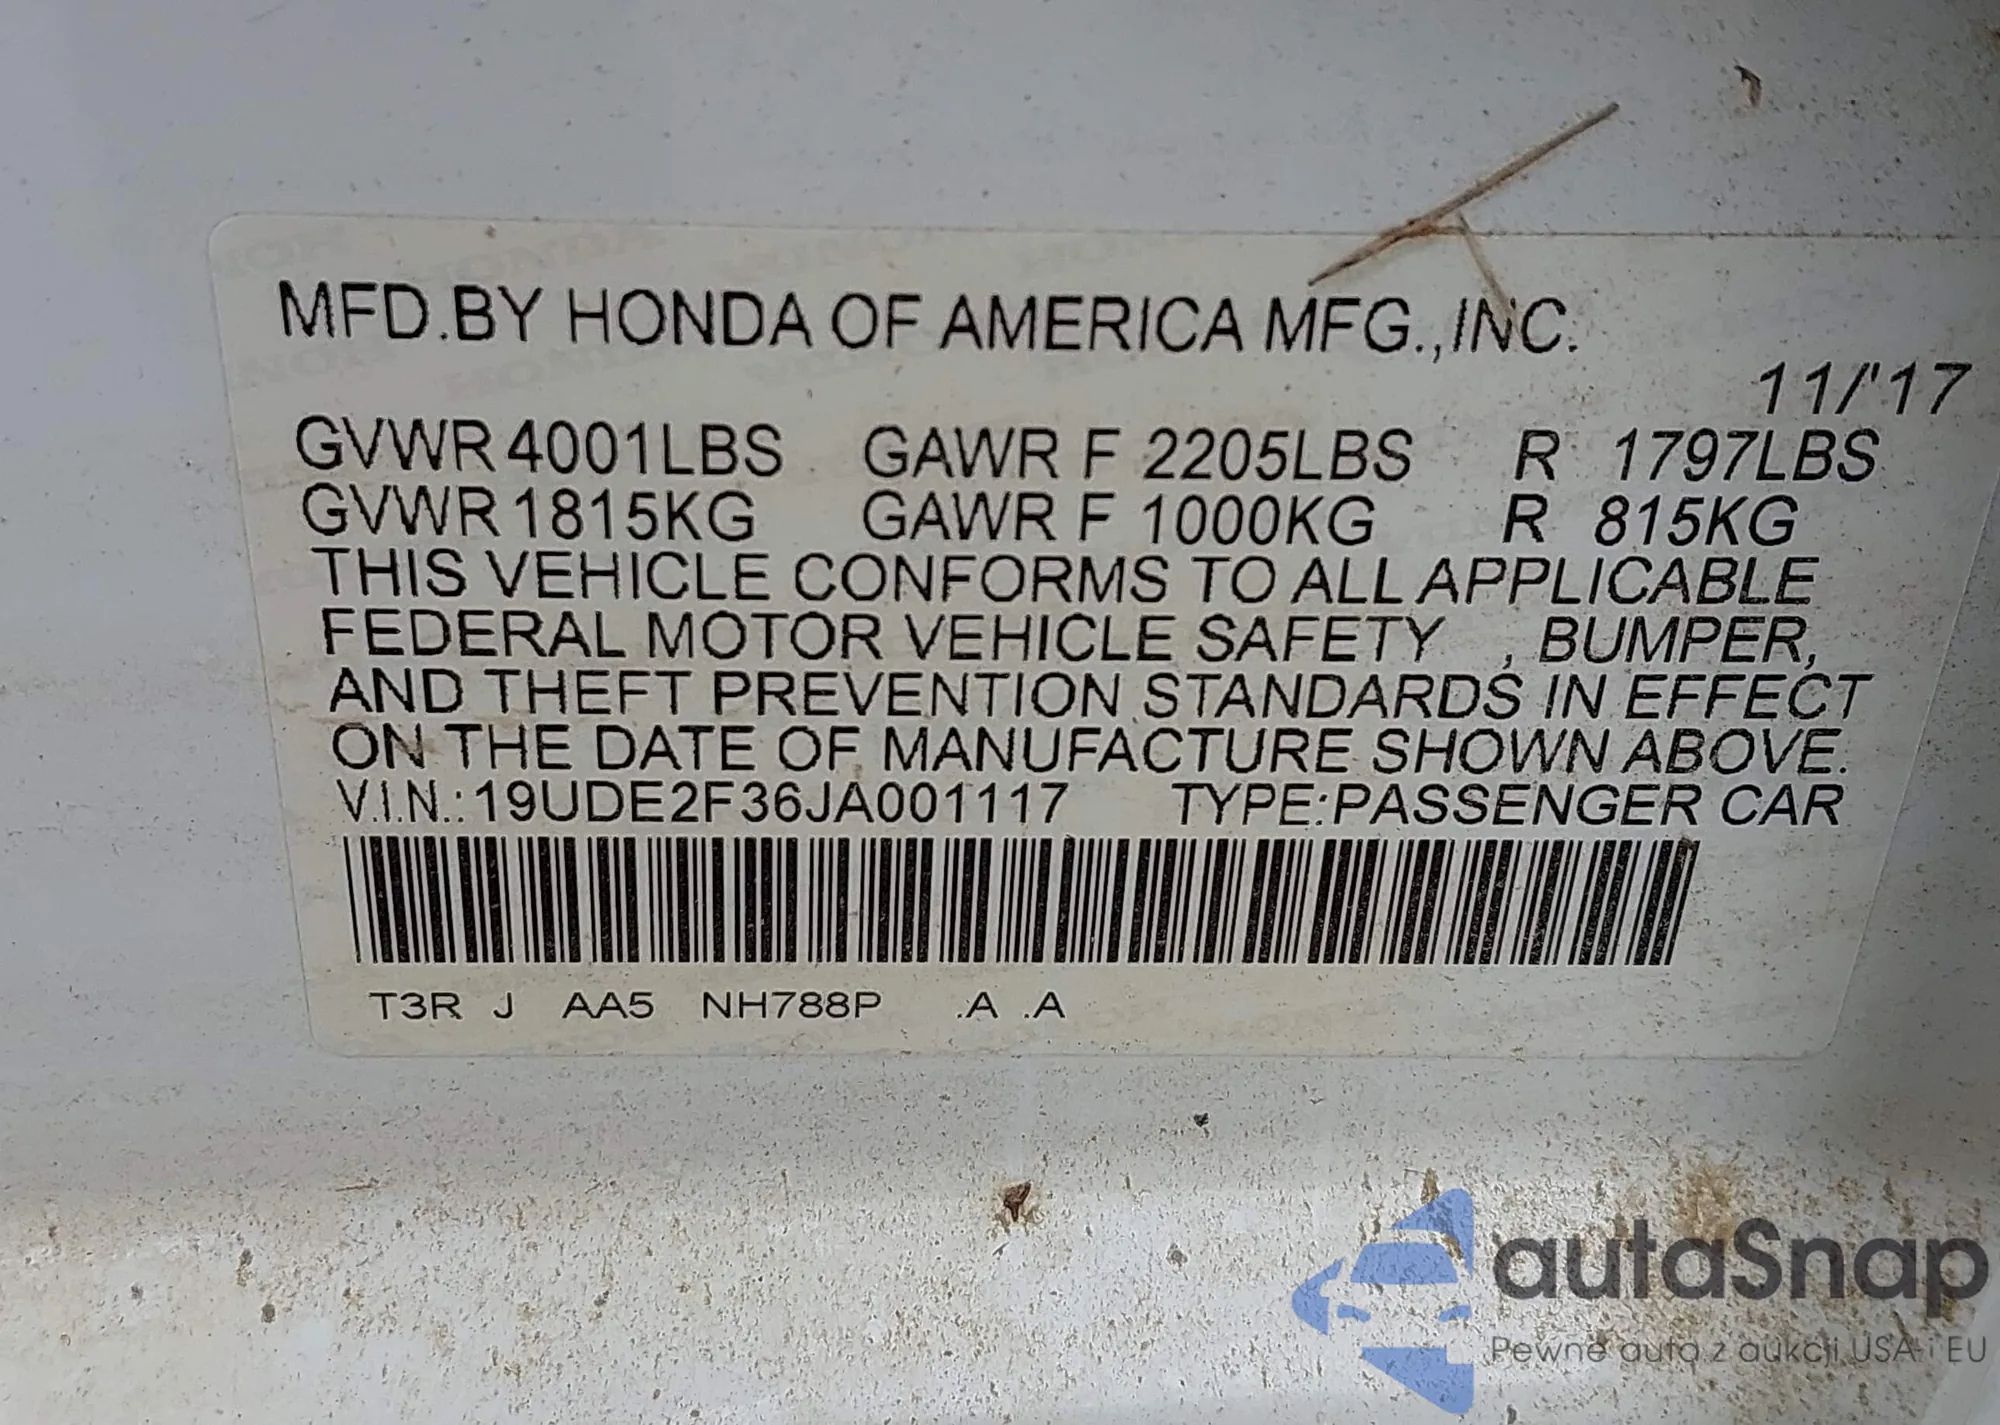 MFD.BY HONDA OF AMERICA MFG.,INC.
11/'17
GVWR 4001LBS GAWR F 2205LBS R 1797LBS
GVWR 1815KG GAWR F 1000KG R 815KG
THIS VEHICLE CONFORMS TO ALL APPLICABLE
FEDERAL MOTOR VEHICLE SAFETY , BUMPER,
AND THEFT PREVENTION STANDARDS IN EFFECT
ON THE DATE OF MANUFACTURE SHOWN ABOVE.
V.I.N.:19UDE2F36JA001117 TYPE:PASSENGER CAR
T3R J AA5 NH788P .A .A
autaSnap
Pewne auta z aukcji USA i EU